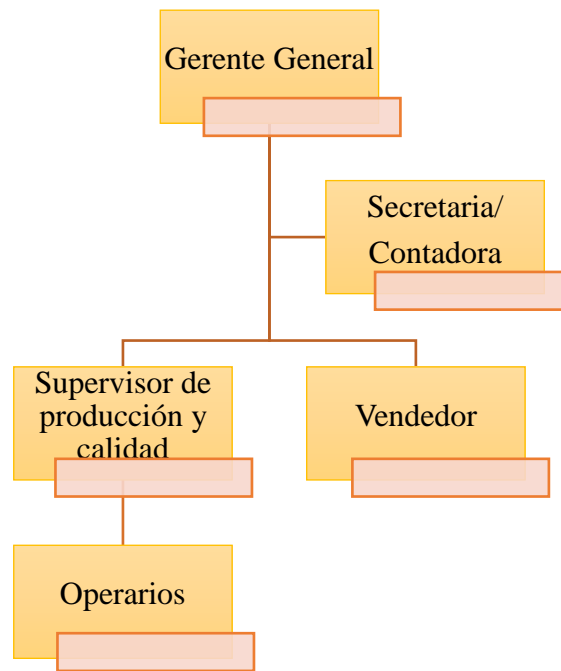 Gerente General
Secretaria/
Contadora
Supervisor de
producción y
calidad
Vendedor
Operarios